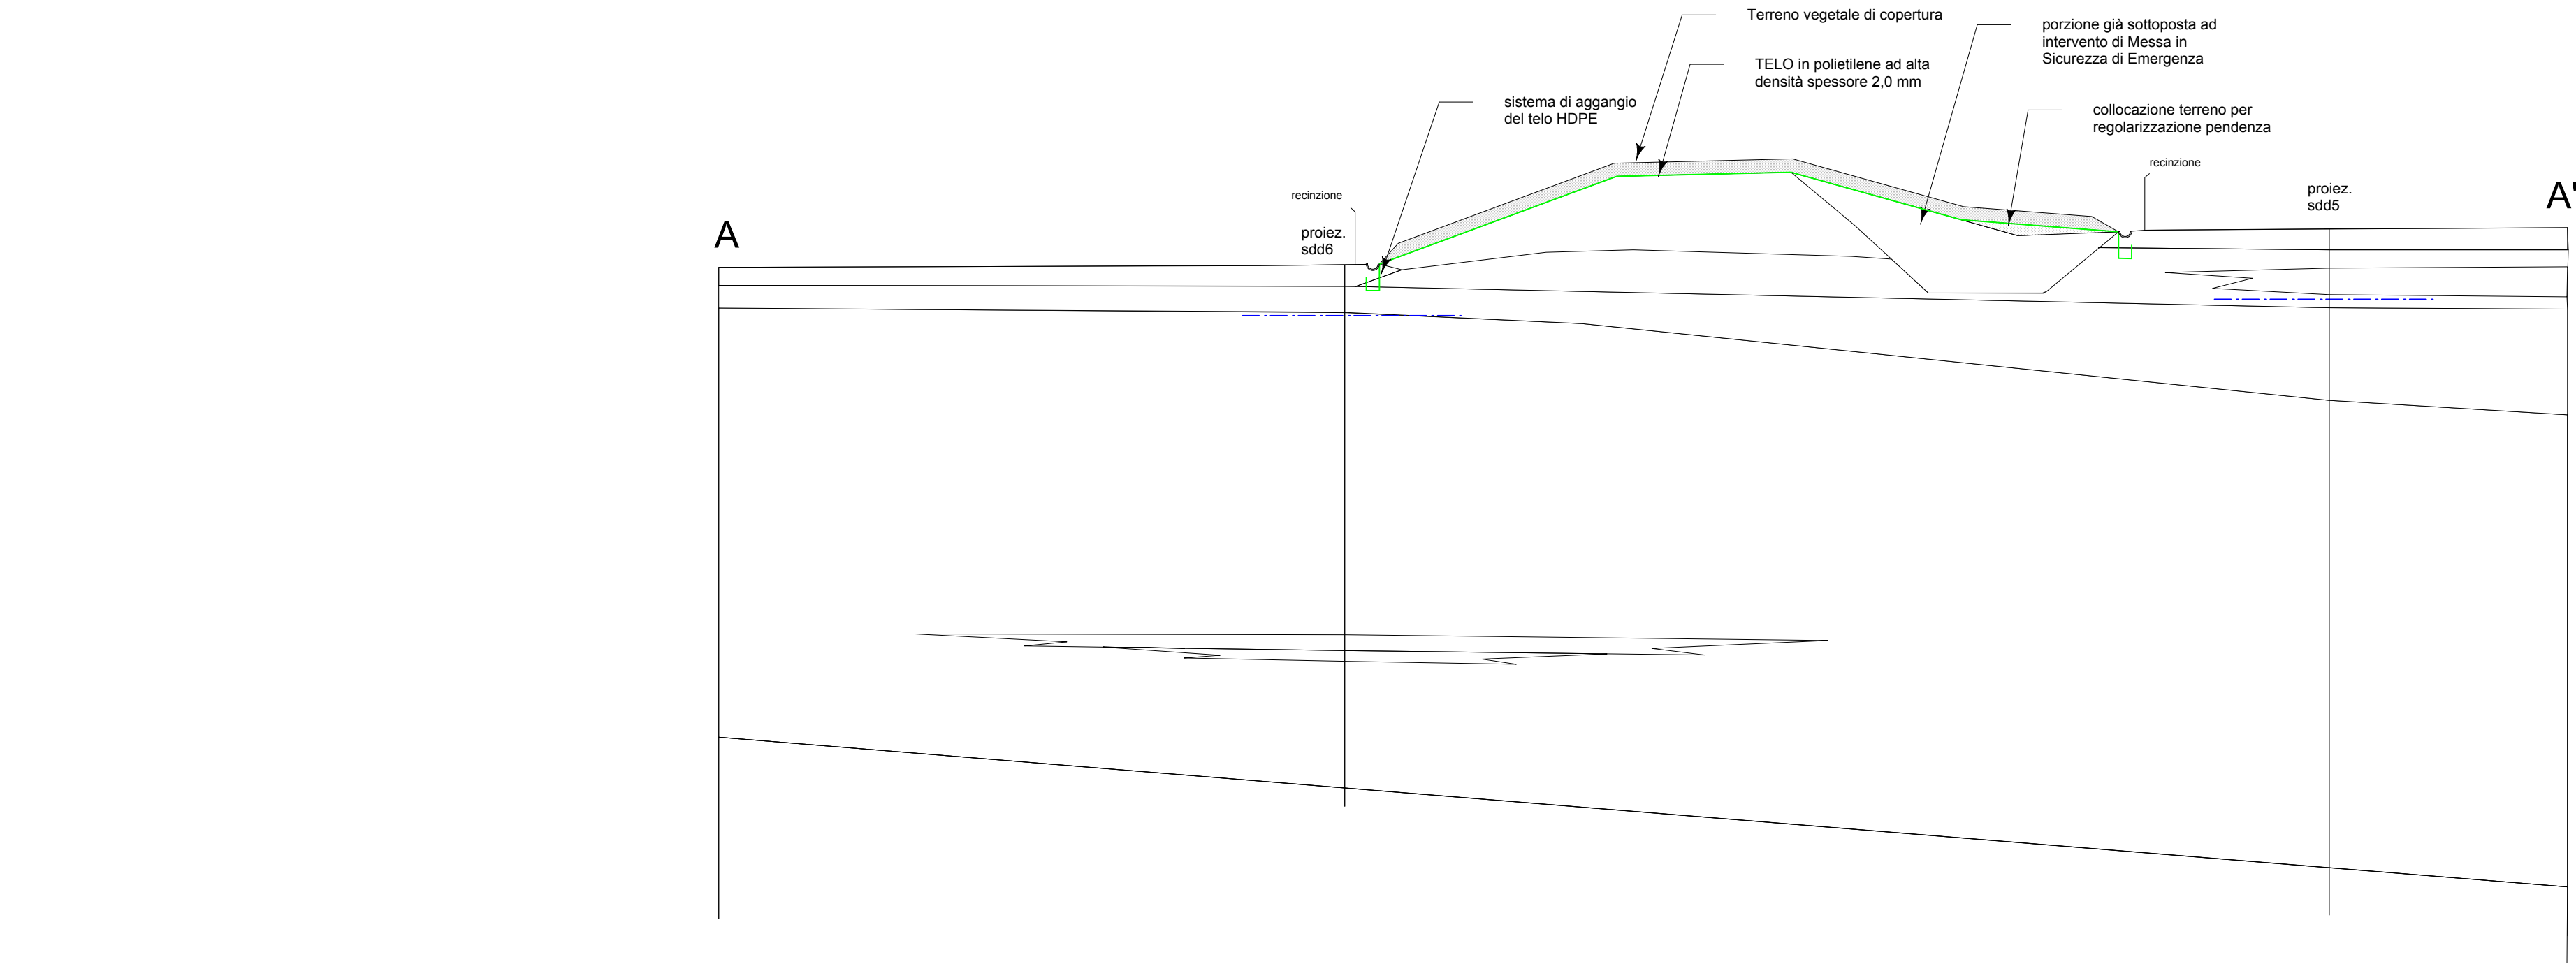 Terreno vegetale di copertura
porzione già sottoposta ad
intervento di Messa in
Sicurezza di Emergenza
TELO in polietilene ad alta
densità spessore 2,0 mm
sistema di aggangio
del telo HDPE
collocazione terreno per
regolarizzazione pendenza
recinzione
recinzione
proiez.
sdd5
A'
A
proiez.
sdd6